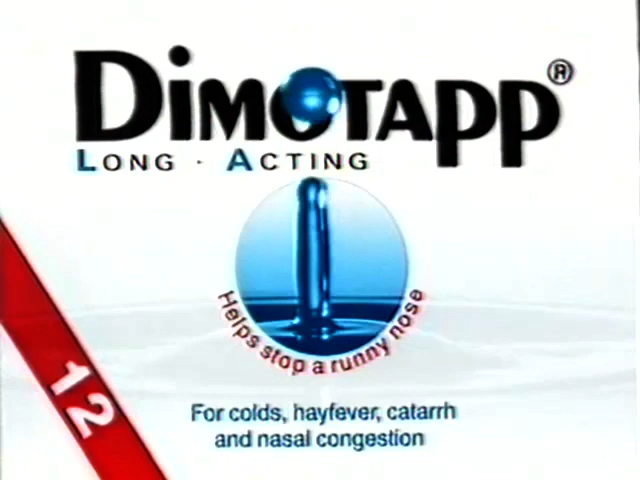 DIMOTAPP®
LONG · ACTING
Helps stop a runny nose
12
For colds, hayfever, catarrh
and nasal congestion